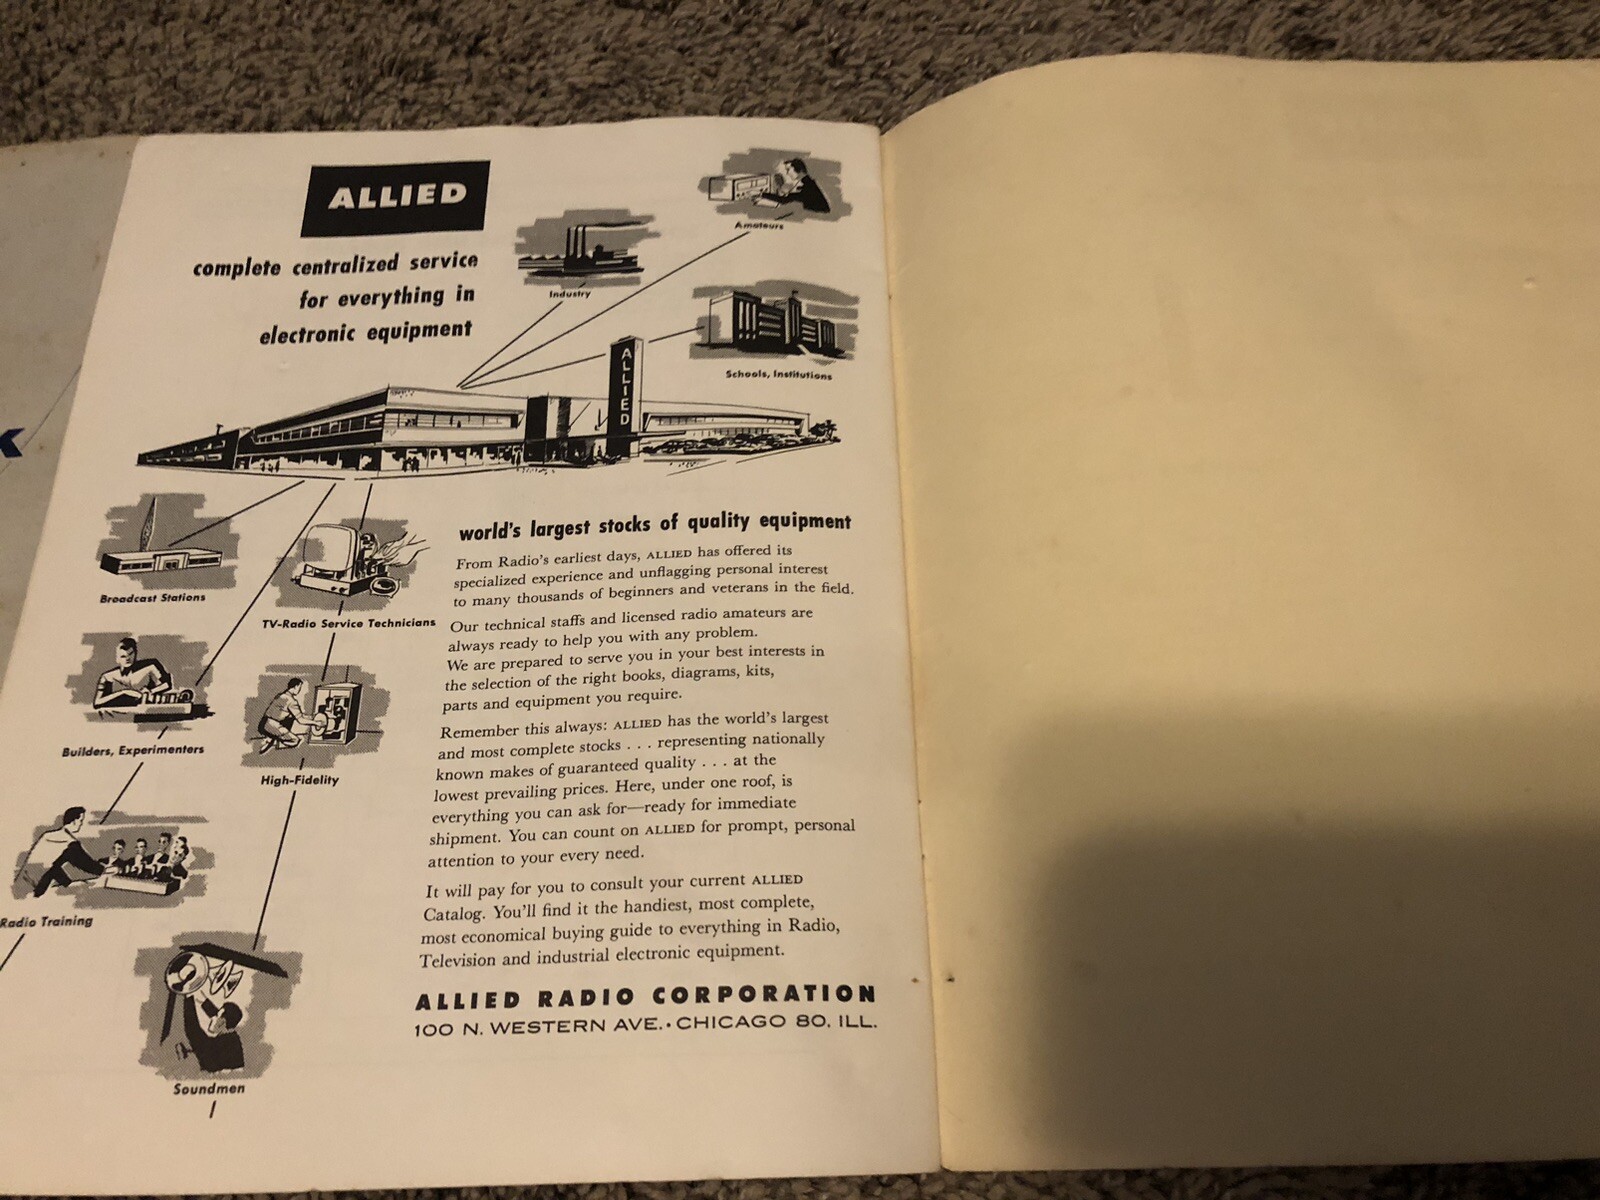 ALLIED
complete centralized service
for everything in
electronic equipment
Amateurs
Industry
Schools, Institutions
ALLIED
Broadcast Stations
TV-Radio Service Technicians
Builders, Experimenters
High-Fidelity
Radio Training
Soundmen
world's largest stocks of quality equipment
From Radio's earliest days, ALLIED has offered its
specialized experience and unflagging personal interest
to many thousands of beginners and veterans in the field.
Our technical staffs and licensed radio amateurs are
always ready to help you with any problem.
We are prepared to serve you in your best interests in
the selection of the right books, diagrams, kits,
parts and equipment you require.
Remember this always: ALLIED has the world's largest
and most complete stocks . . . representing nationally
known makes of guaranteed quality . . . at the
lowest prevailing prices. Here, under one roof, is
everything you can ask for—ready for immediate
shipment. You can count on ALLIED for prompt, personal
attention to your every need.
It will pay for you to consult your current ALLIED
Catalog. You'll find it the handiest, most complete,
most economical buying guide to everything in Radio,
Television and industrial electronic equipment.
ALLIED RADIO CORPORATION
100 N. WESTERN AVE. • CHICAGO 80, ILL.